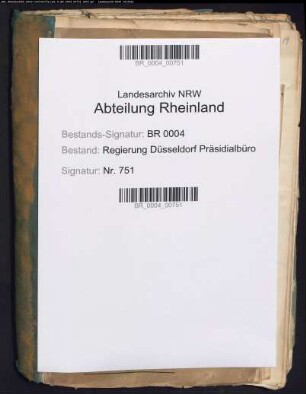 BR_0004_00751
Landesarchiv NRW
Abteilung Rheinland
Bestands-Signatur: BR 0004
Bestand: Regierung Düsseldorf Präsidialbüro
Signatur: Nr. 751
BR_0004_00751